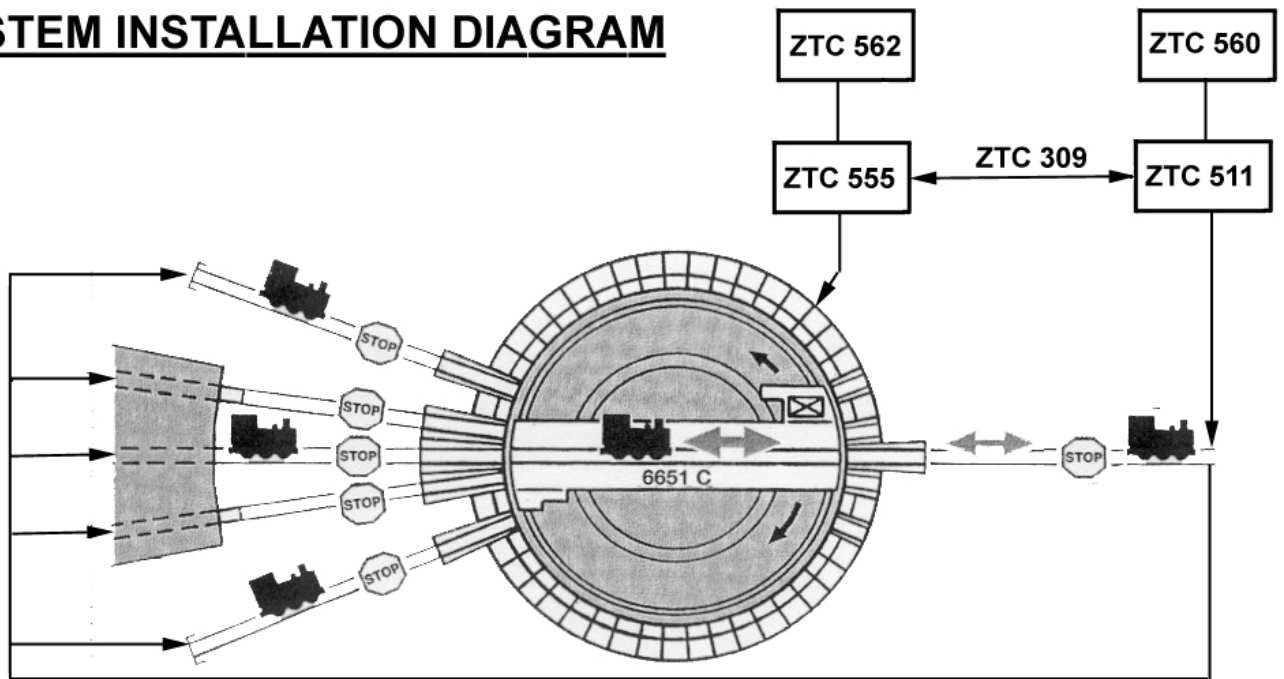 STEM INSTALLATION DIAGRAM
ZTC 562
ZTC 560
ZTC 555
ZTC 309
ZTC 511
STOP
STOP
STOP
STOP
STOP
STOP
6651 C